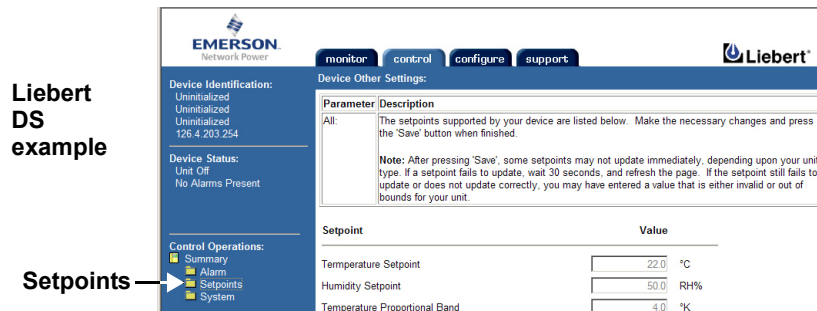 EMERSON.
Network Power
monitor control configure support
Liebert®
Liebert
DS
example
Device Identification:
Uninitialized
Uninitialized
Uninitialized
126.4.203.254
Device Status:
Unit Off
No Alarms Present
Control Operations:
Summary
Alarm
Setpoints
System
Setpoints
Device Other Settings:
Parameter Description
All: The setpoints supported by your device are listed below. Make the necessary changes and press
the 'Save' button when finished.
Note: After pressing 'Save', some setpoints may not update immediately, depending upon your unit
type. If a setpoint fails to update, wait 30 seconds, and refresh the page. If the setpoint still fails to
update or does not update correctly, you may have entered a value that is either invalid or out of
bounds for your unit.
Setpoint Value
Termperature Setpoint 22.0 °C
Humidity Setpoint 50.0 RH%
Temperature Proportional Band 4.0 °K